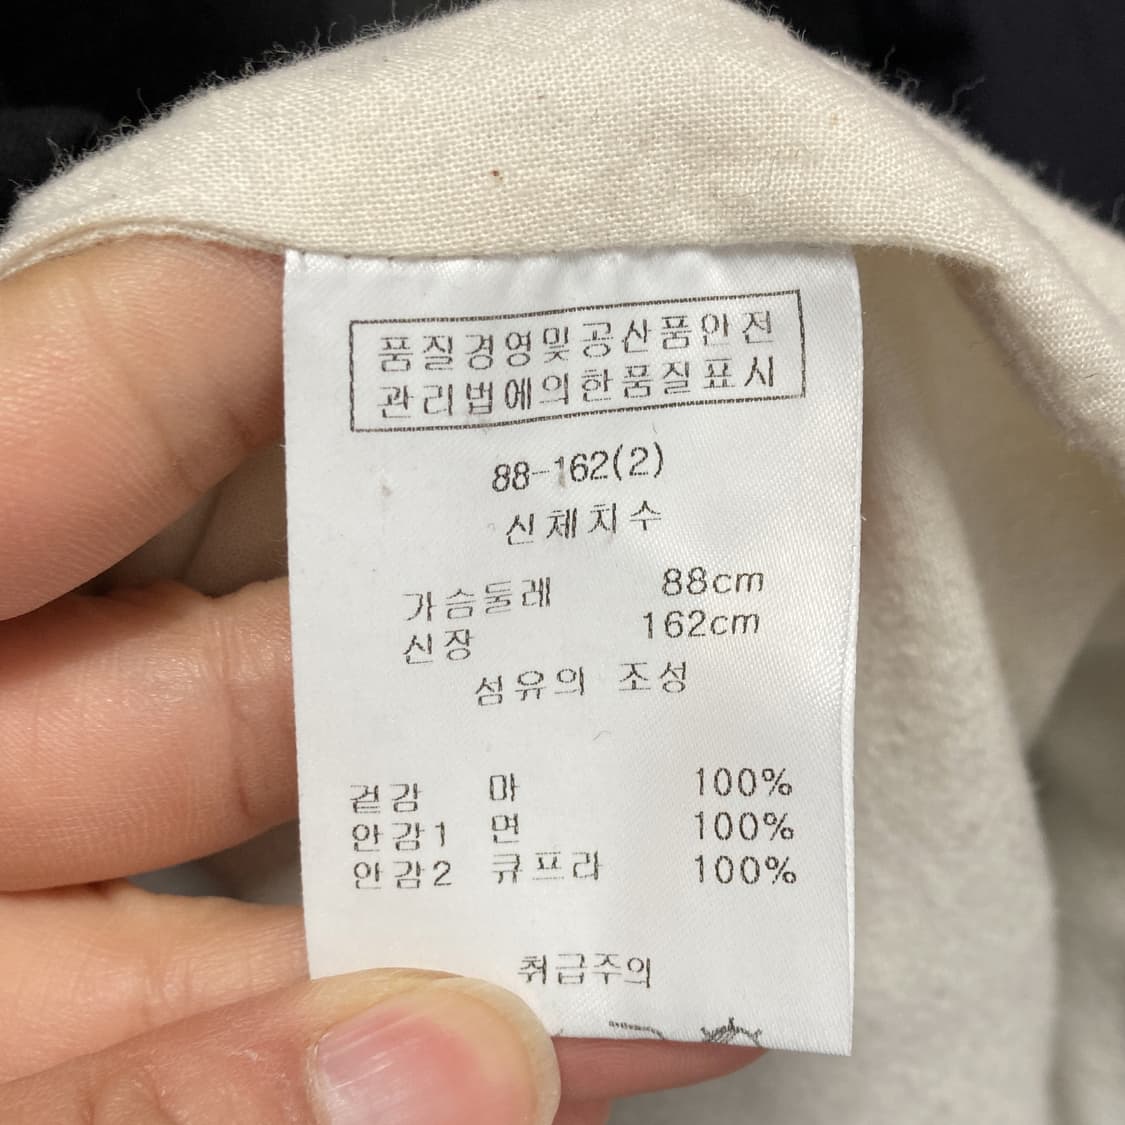 품질경영및공산품안전
관리법에의한품질표시
88-162(2)
신체치수
가슴둘레 88cm
신장 162cm
섬유의 조성
겉감 마 100%
안감1 면 100%
안감2 큐프라 100%
취급주의